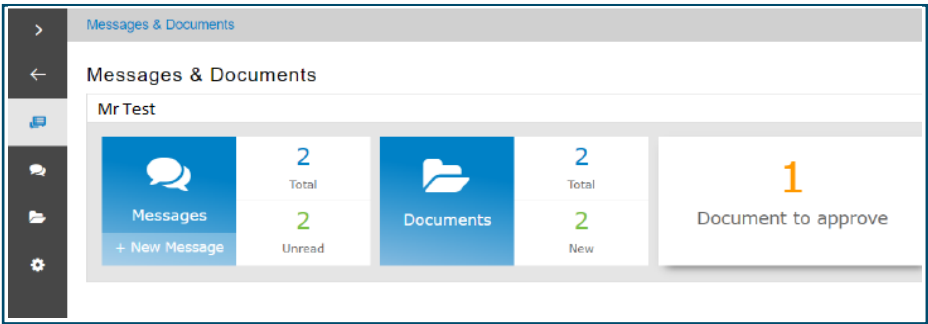 Messages & Documents
Messages & Documents
Mr Test
Messages
+ New Message
2
Total
2
Unread
Documents
2
Total
2
New
1
Document to approve